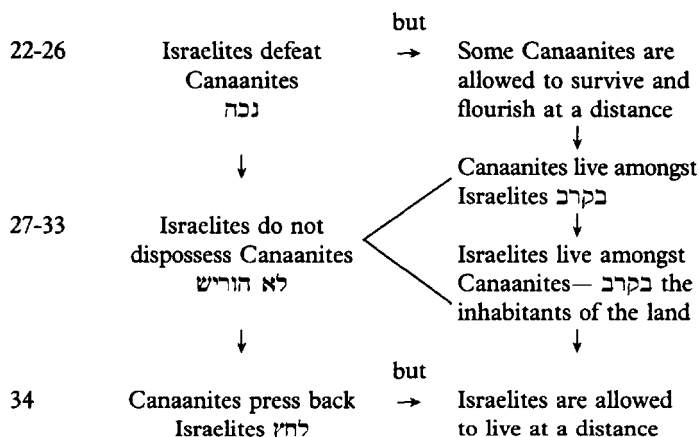 but
22-26 Israelites defeat → Some Canaanites are
Canaanites allowed to survive and
נכה flourish at a distance
↓ ↓
Canaanites live amongst
↓ Israelites בקרב
27-33 Israelites do not ↓
dispossess Canaanites Israelites live amongst
לא הוריש Canaanites— בקרב the
inhabitants of the land
↓ ↓
but
34 Canaanites press back → Israelites are allowed
Israelites לחץ to live at a distance